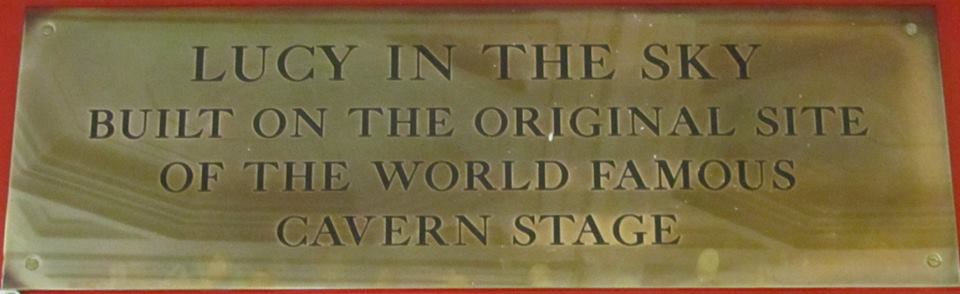 LUCY IN THE SKY
BUILT ON THE ORIGINAL SITE
OF THE WORLD FAMOUS
CAVERN STAGE